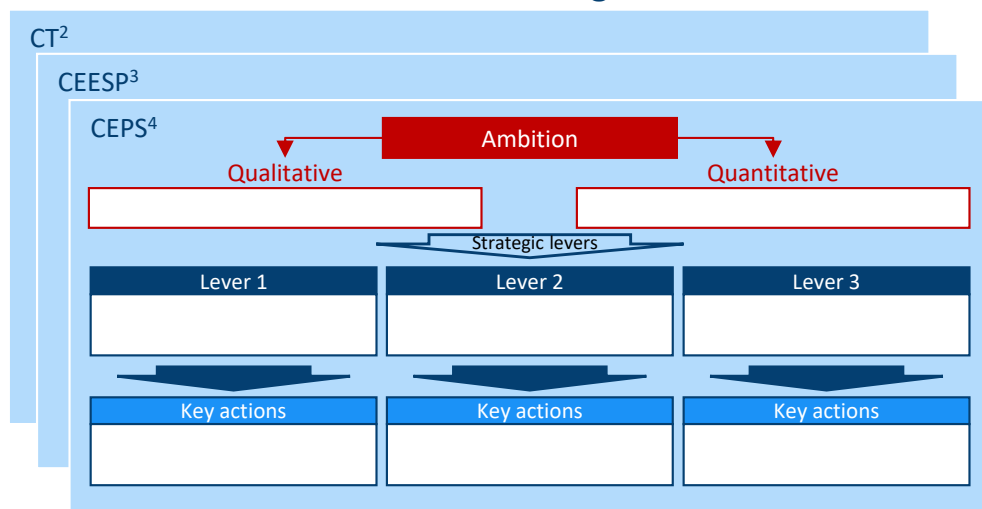 CT²
CEESP³
CEPS⁴
Ambition
Qualitative
Quantitative
Strategic levers
Lever 1
Lever 2
Lever 3
Key actions
Key actions
Key actions